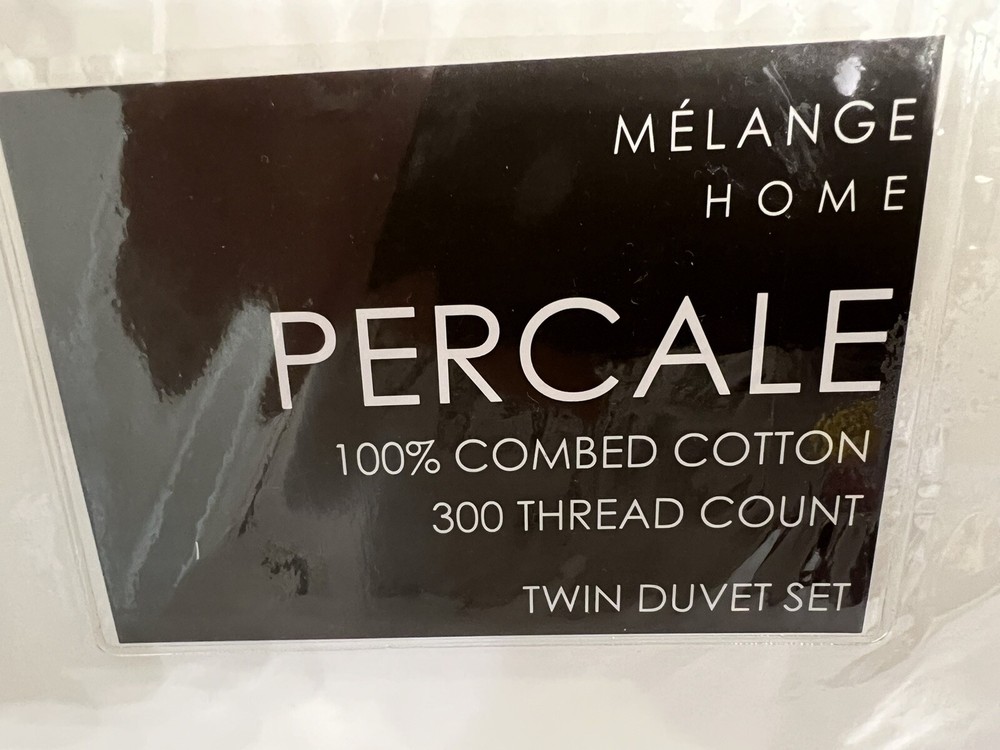 MÉLANGE
HOME
PERCALE
100% COMBED COTTON
300 THREAD COUNT
TWIN DUVET SET